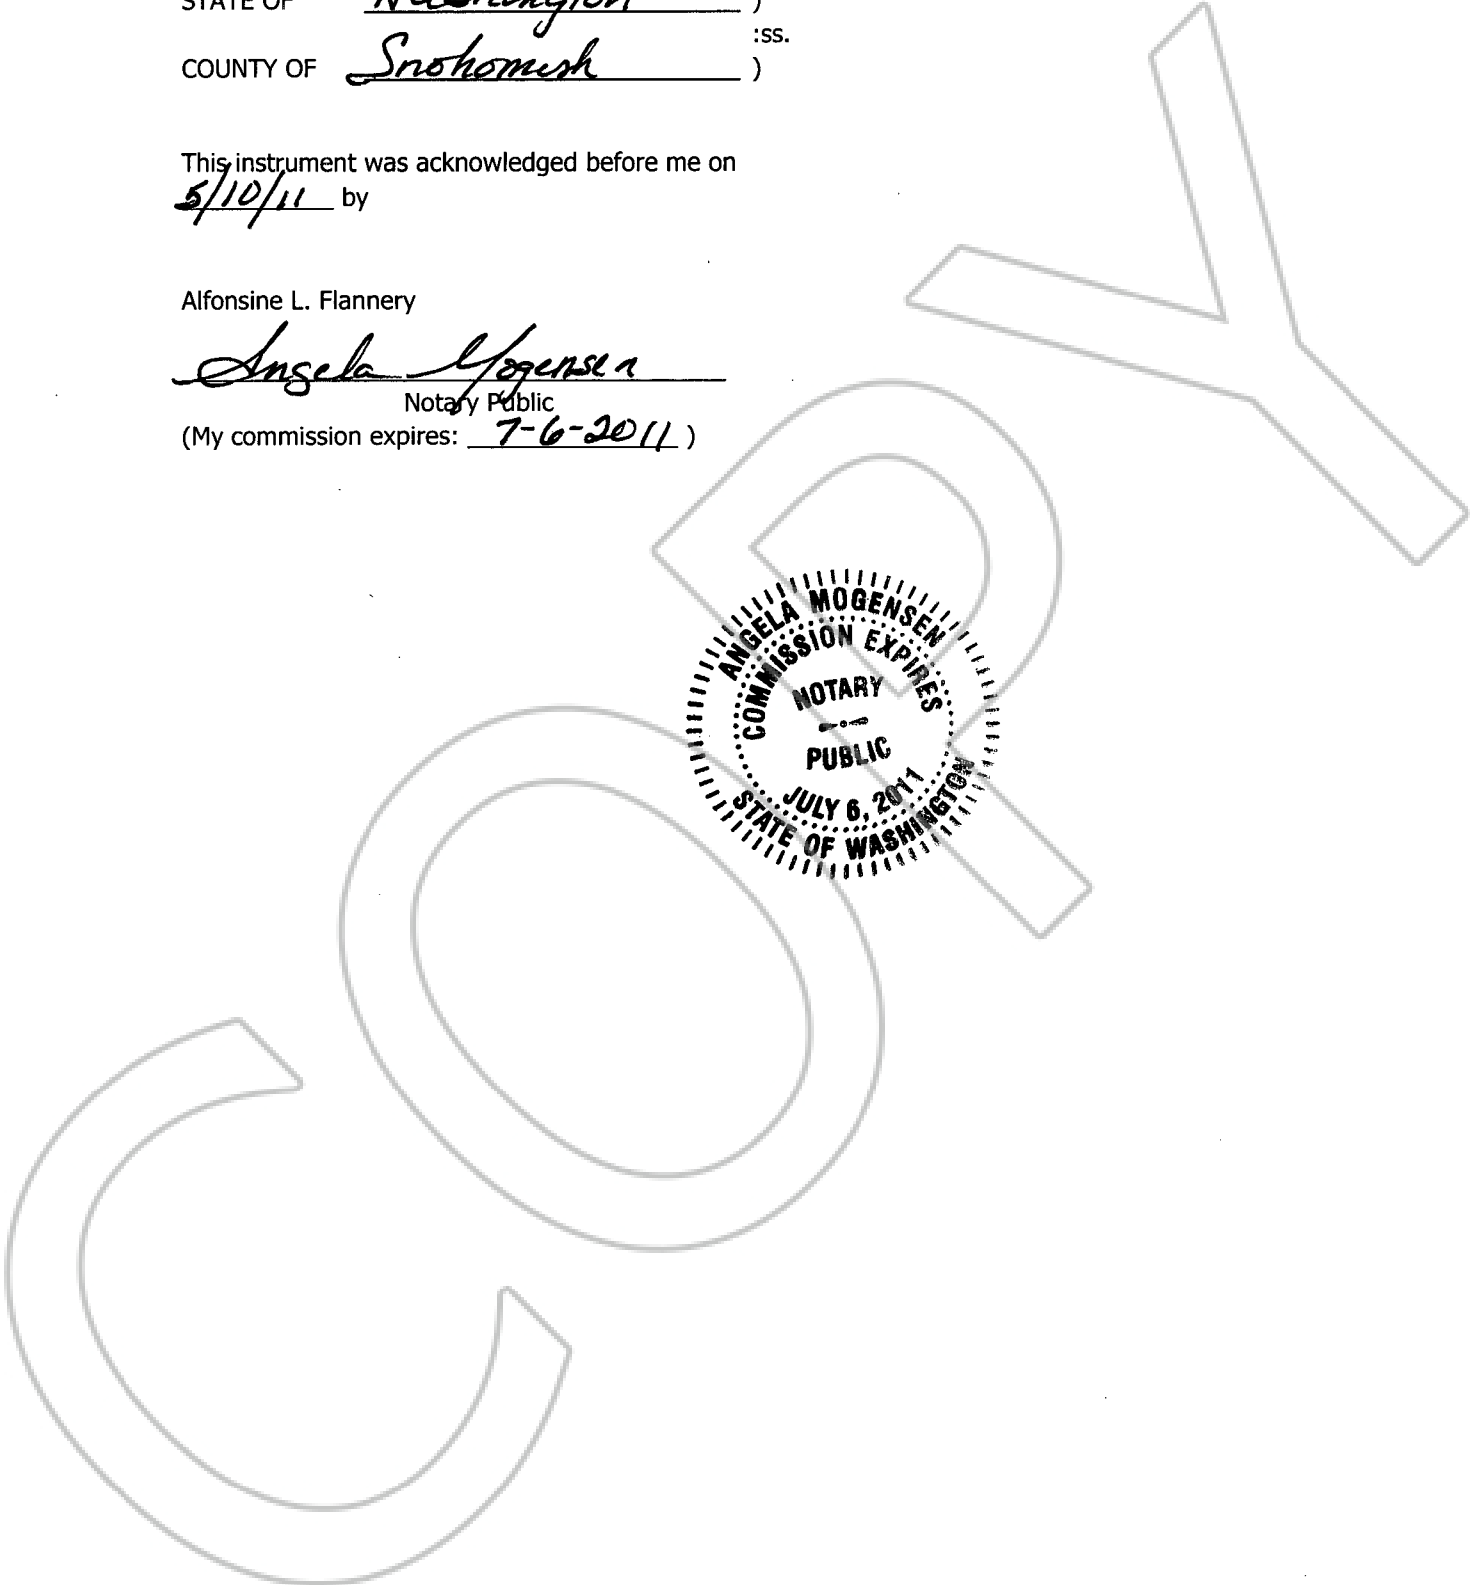 STATE OF Washington )
:ss.
COUNTY OF Snohomish )
This instrument was acknowledged before me on
5/10/11 by
Alfonsine L. Flannery
Angela Mogensen
Notary Public
(My commission expires: 7-6-2011 )
ANGELA MOGENSEN
COMMISSION EXPIRES
NOTARY
PUBLIC
JULY 6, 2011
STATE OF WASHINGTON
COPY